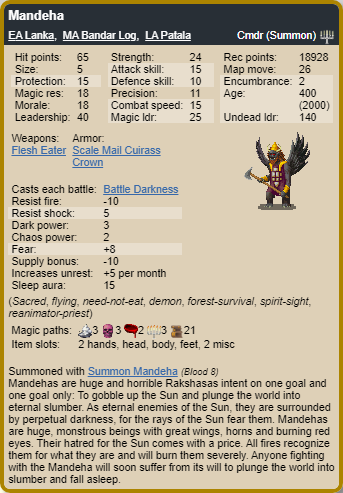 Mandeha
EA Lanka, MA Bandar Log, LA Patala Cmdr (Summon)
Hit points: 65 Strength: 24 Rec points: 18928
Size: 5 Attack skill: 15 Map move: 26
Protection: 15 Defence skill: 10 Encumbrance: 2
Magic res: 18 Precision: 11 Age: 400
Morale: 18 Combat speed: 15 (2000)
Leadership: 40 Magic ldr: 25 Undead ldr: 140
Weapons: Armor:
Flesh Eater Scale Mail Cuirass
Crown
Casts each battle: Battle Darkness
Resist fire: -10
Resist shock: 5
Dark power: 3
Chaos power: 2
Fear: +8
Supply bonus: -10
Increases unrest: +5 per month
Sleep aura: 15
(Sacred, flying, need-not-eat, demon, forest-survival, spirit-sight,
reanimator-priest)
Magic paths: 3 3 2 3 21
Item slots: 2 hands, head, body, feet, 2 misc
Summoned with Summon Mandeha (Blood 8)
Mandehas are huge and horrible Rakshasas intent on one goal and
one goal only: To gobble up the Sun and plunge the world into
eternal slumber. As eternal enemies of the Sun, they are surrounded
by perpetual darkness, for the rays of the Sun fear them. Mandehas
are huge, monstrous beings with great wings, horns and burning red
eyes. Their hatred for the Sun comes with a price. All fires recognize
them for what they are and will burn them severely. Anyone fighting
with the Mandeha will soon suffer from its will to plunge the world into
slumber and fall asleep.